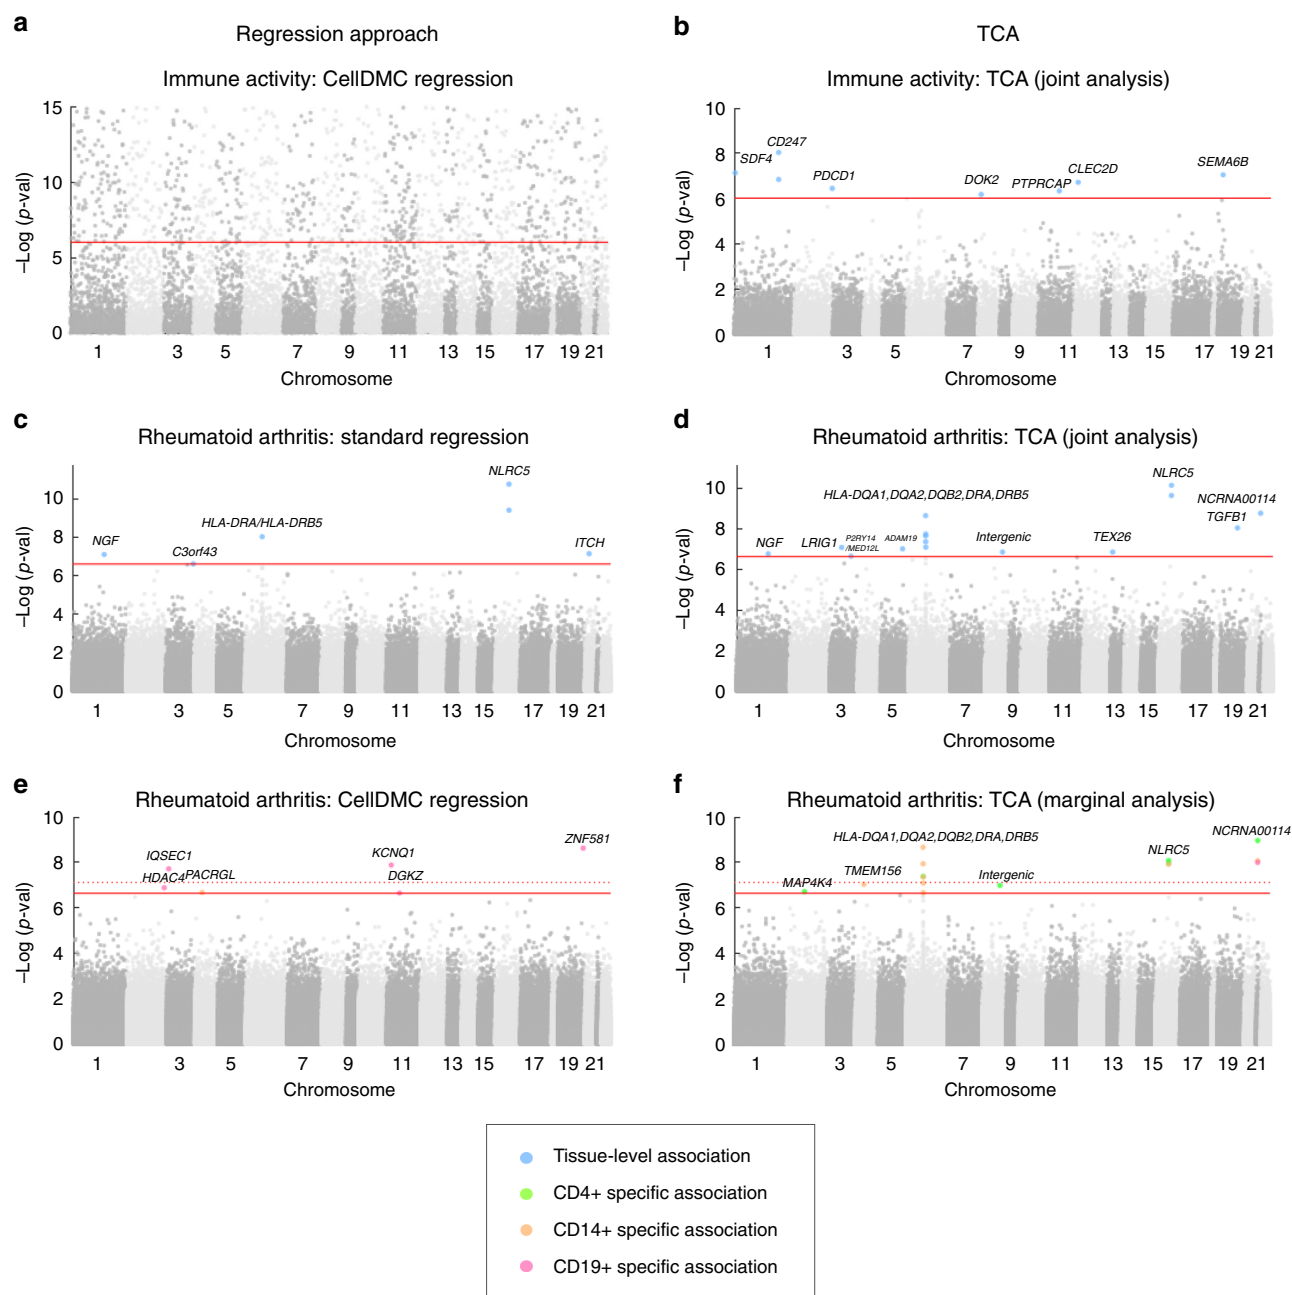 a
Regression approach
Immune activity: CellDMC regression
15
10
5
0
–Log (p-val)
1 3 5 7 9 11 13 15 17 19 21
Chromosome
b
TCA
Immune activity: TCA (joint analysis)
10
8
6
4
2
0
–Log (p-val)
SDF4
CD247
PDCD1
DOK2
PTPRCAP
CLEC2D
SEMA6B
1 3 5 7 9 11 13 15 17 19 21
Chromosome
c
Rheumatoid arthritis: standard regression
10
8
6
4
2
0
–Log (p-val)
NGF
C3orf43
HLA-DRA/HLA-DRB5
NLRC5
ITCH
1 3 5 7 9 11 13 15 17 19 21
Chromosome
d
Rheumatoid arthritis: TCA (joint analysis)
10
8
6
4
2
0
–Log (p-val)
NGF
LRIG1
P2RY14
/MED12L
ADAM19
HLA-DQA1,DQA2,DQB2,DRA,DRB5
Intergenic
TEX26
NLRC5
NCRNA00114
TGFB1
1 3 5 7 9 11 13 15 17 19 21
Chromosome
e
Rheumatoid arthritis: CellDMC regression
10
8
6
4
2
0
–Log (p-val)
IQSEC1
HDAC4
PACRGL
KCNQ1
DGKZ
ZNF581
1 3 5 7 9 11 13 15 17 19 21
Chromosome
f
Rheumatoid arthritis: TCA (marginal analysis)
10
8
6
4
2
0
–Log (p-val)
MAP4K4
TMEM156
HLA-DQA1,DQA2,DQB2,DRA,DRB5
Intergenic
NLRC5
NCRNA00114
1 3 5 7 9 11 13 15 17 19 21
Chromosome
Tissue-level association
CD4+ specific association
CD14+ specific association
CD19+ specific association